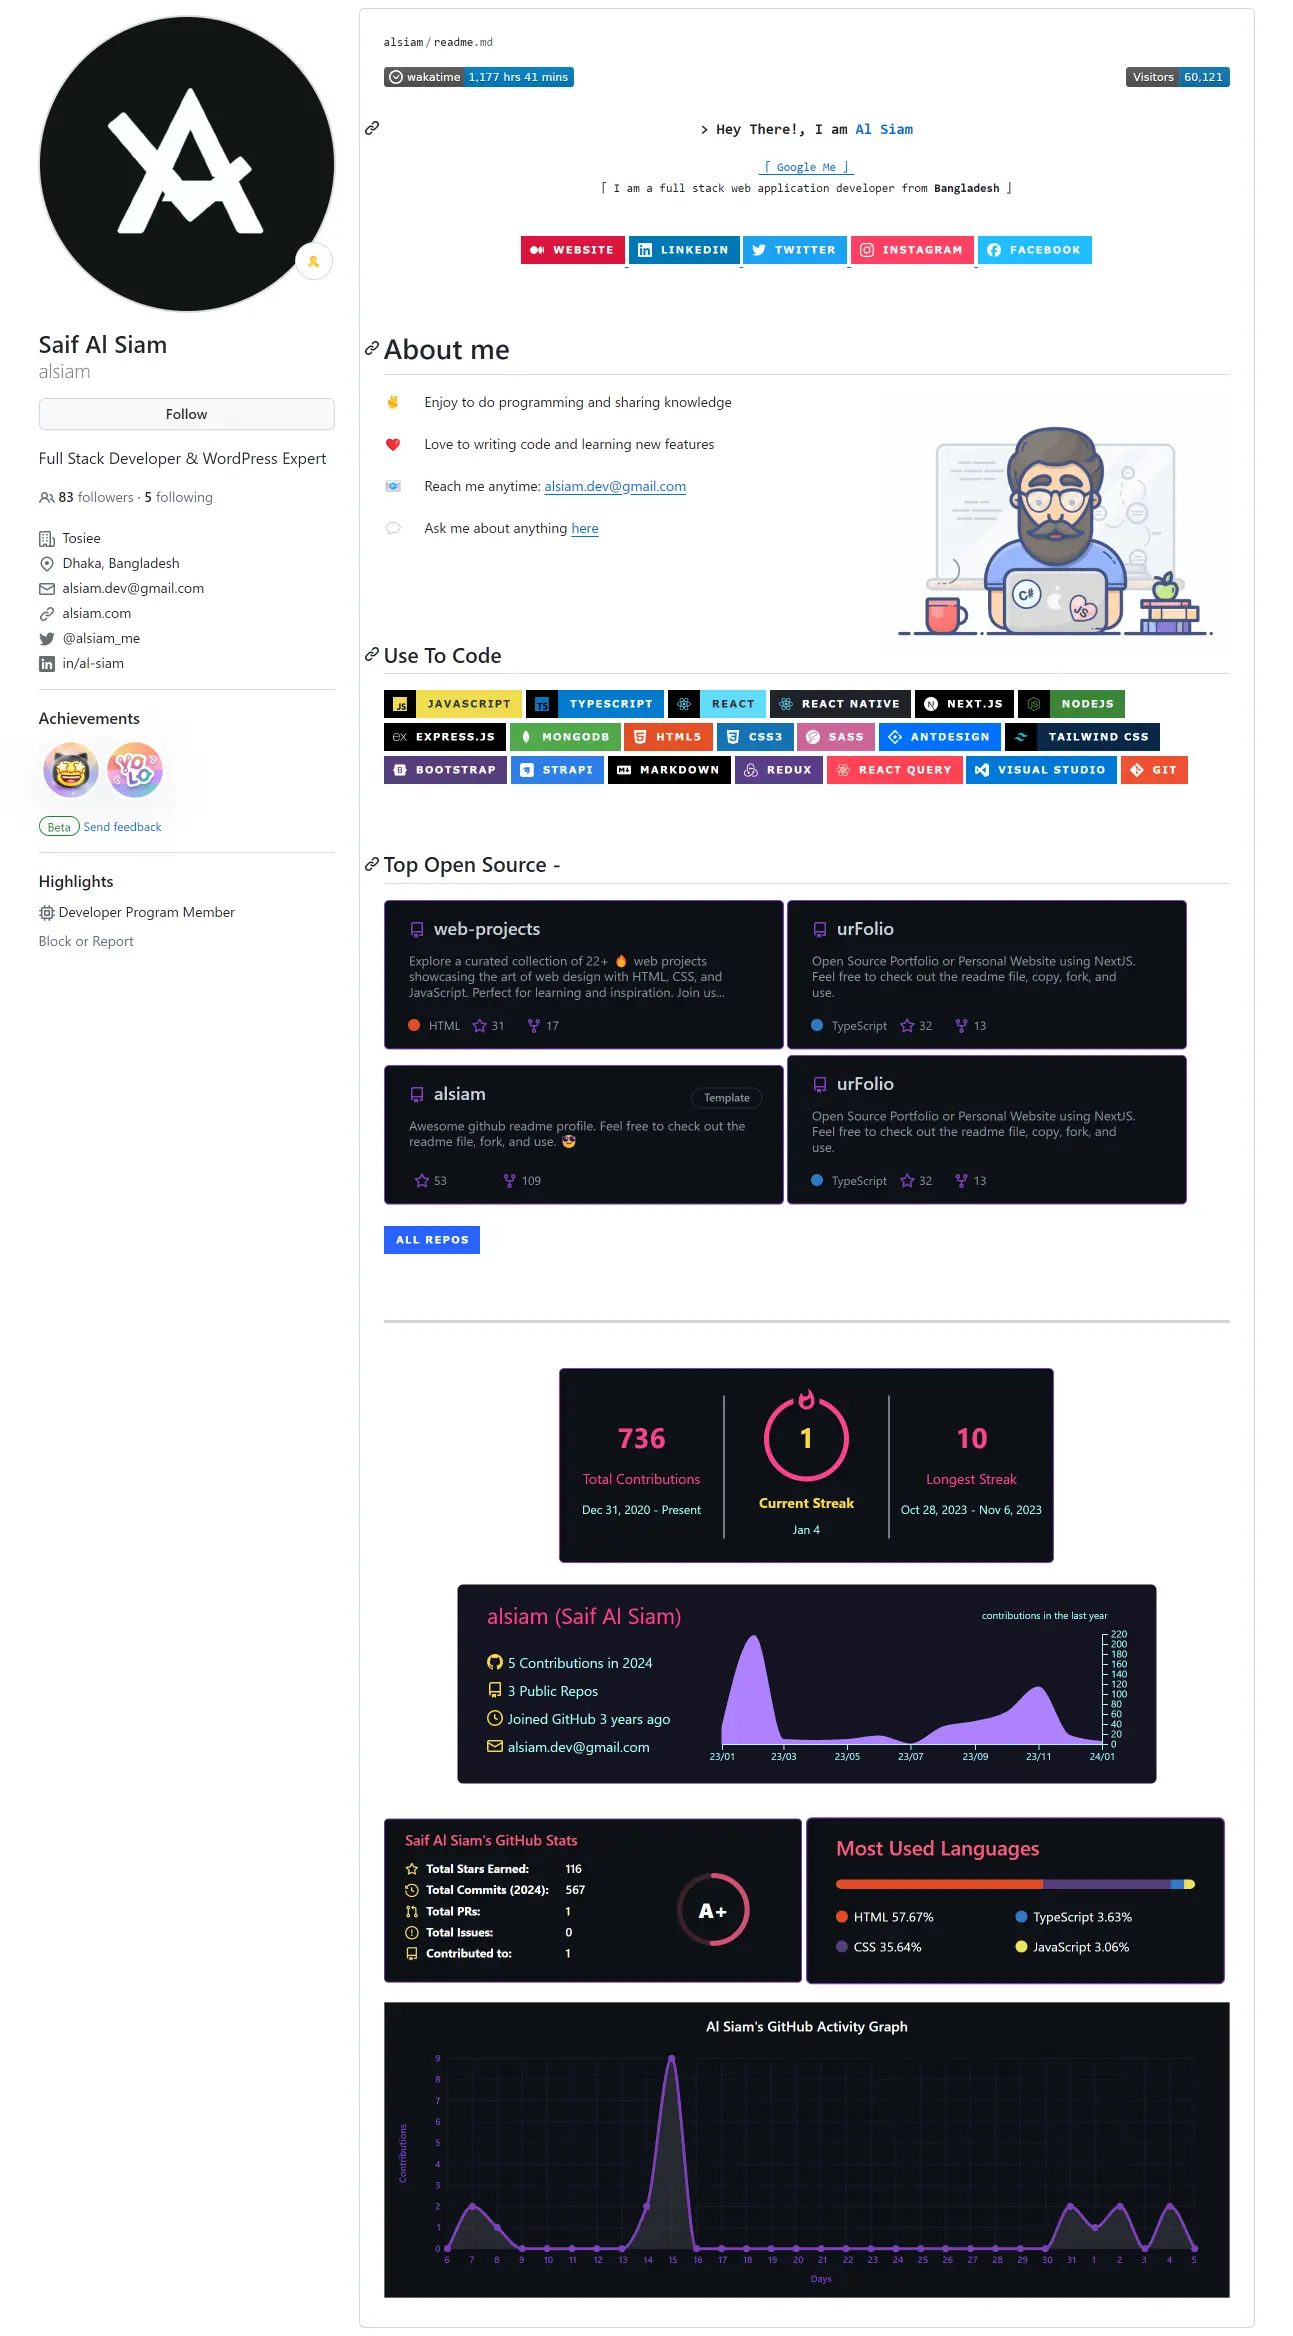 Saif Al Siam
alsiam
Follow
Full Stack Developer & WordPress Expert
83 followers · 5 following
Tosiee
Dhaka, Bangladesh
alsiam.dev@gmail.com
alsiam.com
@alsiam_me
in/al-siam
Achievements
YOLO
Beta Send feedback
Highlights
Developer Program Member
Block or Report
alsiam/readme.md
wakatime 1,177 hrs 41 mins
Visitors 60,121
> Hey There!, I am Al Siam
⌈ Google Me ⌋
⌈ I am a full stack web application developer from Bangladesh ⌋
WEBSITE LINKEDIN TWITTER INSTAGRAM FACEBOOK
About me
Enjoy to do programming and sharing knowledge
Love to writing code and learning new features
Reach me anytime: alsiam.dev@gmail.com
Ask me about anything here
C#
JS
Use To Code
JS JAVASCRIPT TS TYPESCRIPT REACT REACT NATIVE N NEXT.JS NODEJS
ex EXPRESS.JS MONGODB HTML5 CSS3 SASS ANTDESIGN TAILWIND CSS
B BOOTSTRAP STRAPI MARKDOWN REDUX REACT QUERY VISUAL STUDIO GIT
Top Open Source -
web-projects
Explore a curated collection of 22+ 🔥 web projects
showcasing the art of web design with HTML, CSS, and
JavaScript. Perfect for learning and inspiration. Join us...
HTML 31 17
urFolio
Open Source Portfolio or Personal Website using NextJS.
Feel free to check out the readme file, copy, fork, and
use.
TypeScript 32 13
alsiam
Template
Awesome github readme profile. Feel free to check out the
readme file, fork, and use. 🤩
53 109
urFolio
Open Source Portfolio or Personal Website using NextJS.
Feel free to check out the readme file, copy, fork, and
use.
TypeScript 32 13
ALL REPOS
736
Total Contributions
Dec 31, 2020 - Present
1
Current Streak
Jan 4
10
Longest Streak
Oct 28, 2023 - Nov 6, 2023
alsiam (Saif Al Siam)
5 Contributions in 2024
3 Public Repos
Joined GitHub 3 years ago
alsiam.dev@gmail.com
contributions in the last year
220
200
180
160
140
120
100
80
60
40
20
0
23/01 23/03 23/05 23/07 23/09 23/11 24/01
Saif Al Siam's GitHub Stats
Total Stars Earned: 116
Total Commits (2024): 567
Total PRs: 1
Total Issues: 0
Contributed to: 1
A+
Most Used Languages
HTML 57.67%
TypeScript 3.63%
CSS 35.64%
JavaScript 3.06%
Al Siam's GitHub Activity Graph
Contributions
9
8
7
6
5
4
3
2
1
0
6 7 8 9 10 11 12 13 14 15 16 17 18 19 20 21 22 23 24 25 26 27 28 29 30 31 1 2 3 4 5
Days